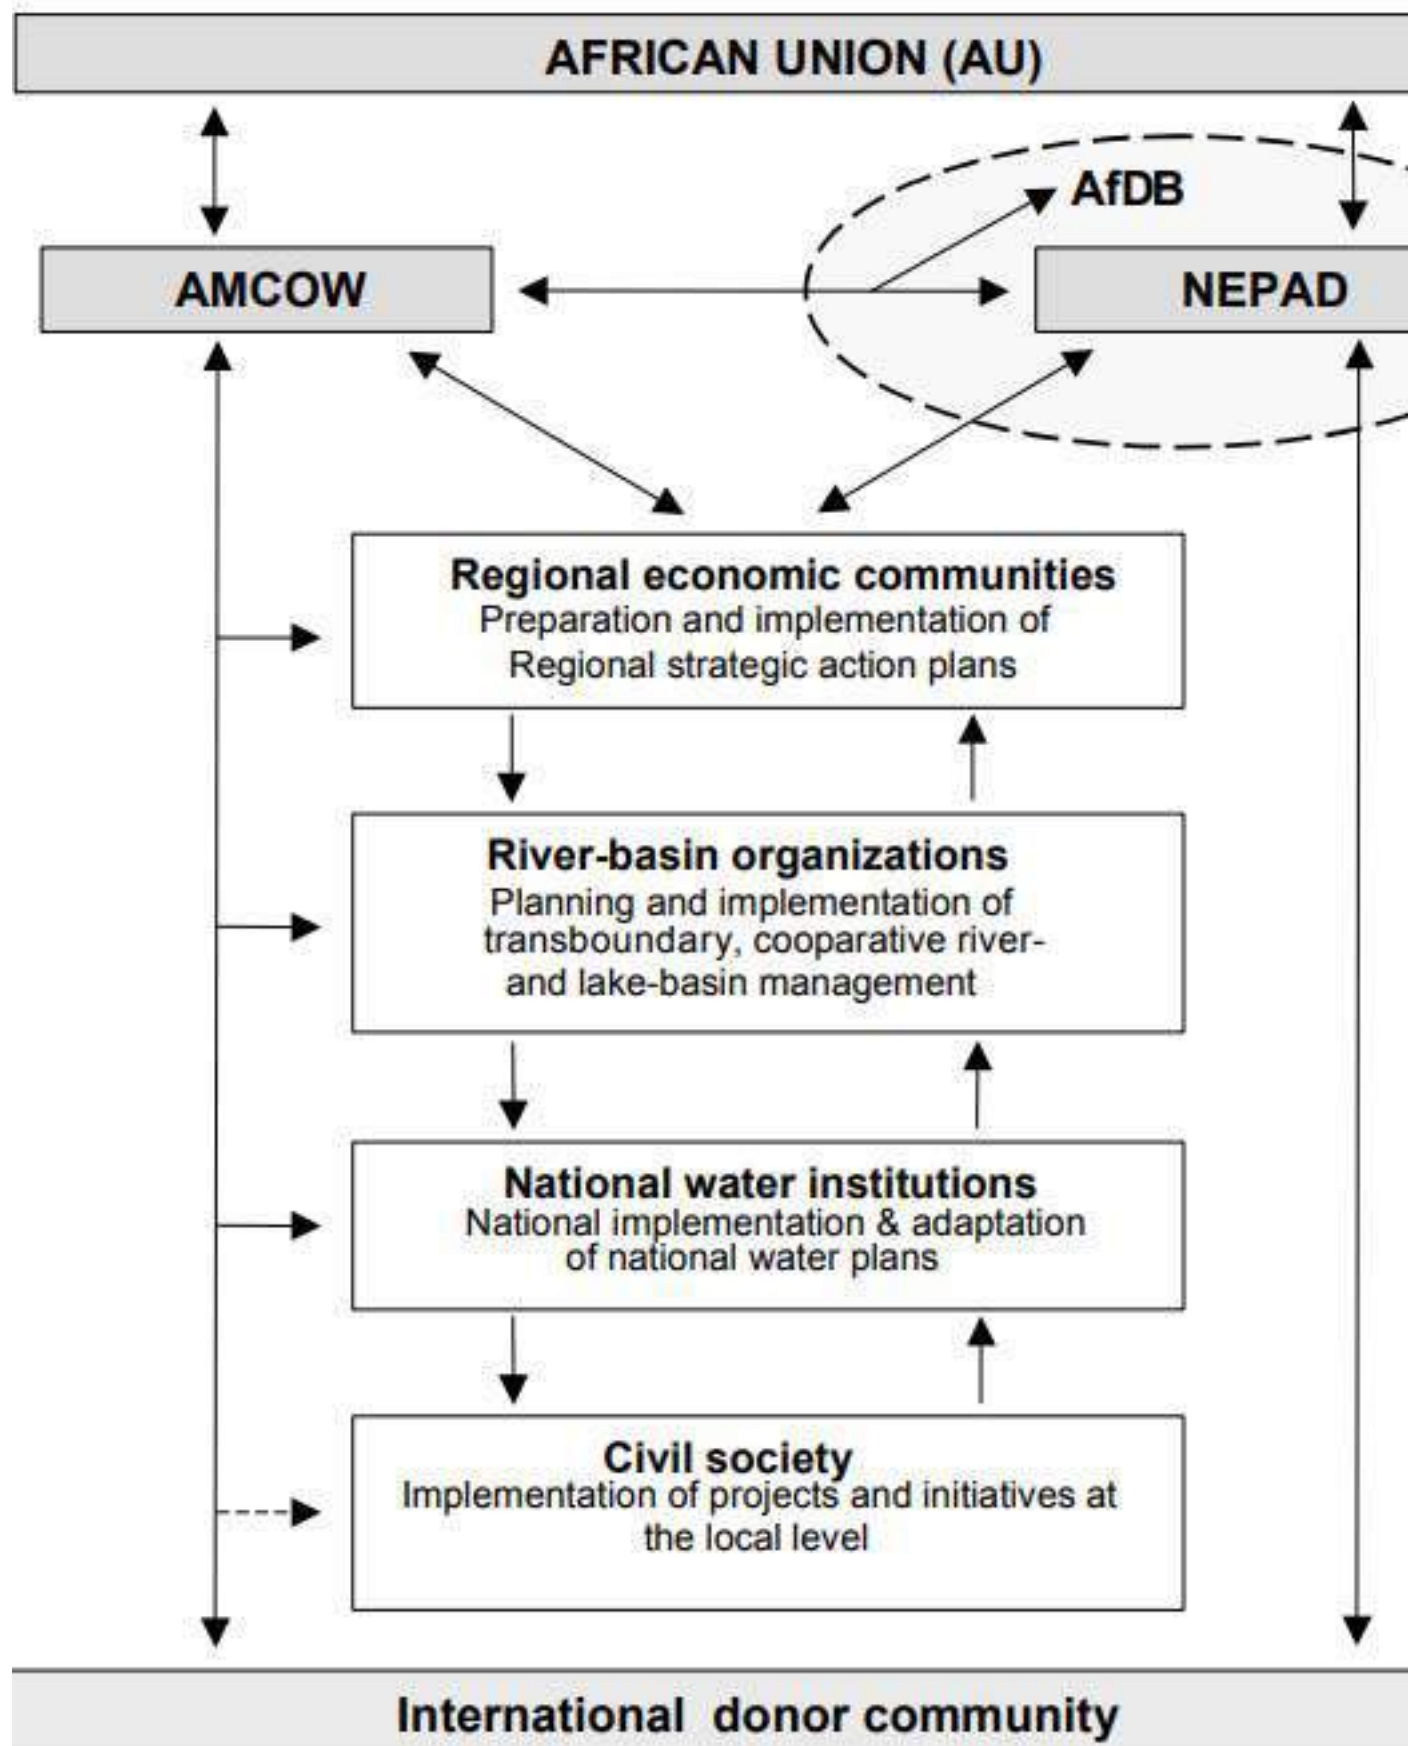 AFRICAN UNION (AU)
AfDB
AMCOW
NEPAD
Regional economic communities
Preparation and implementation of
Regional strategic action plans
River-basin organizations
Planning and implementation of
transboundary, cooparative river-
and lake-basin management
National water institutions
National implementation & adaptation
of national water plans
Civil society
Implementation of projects and initiatives at
the local level
International donor community